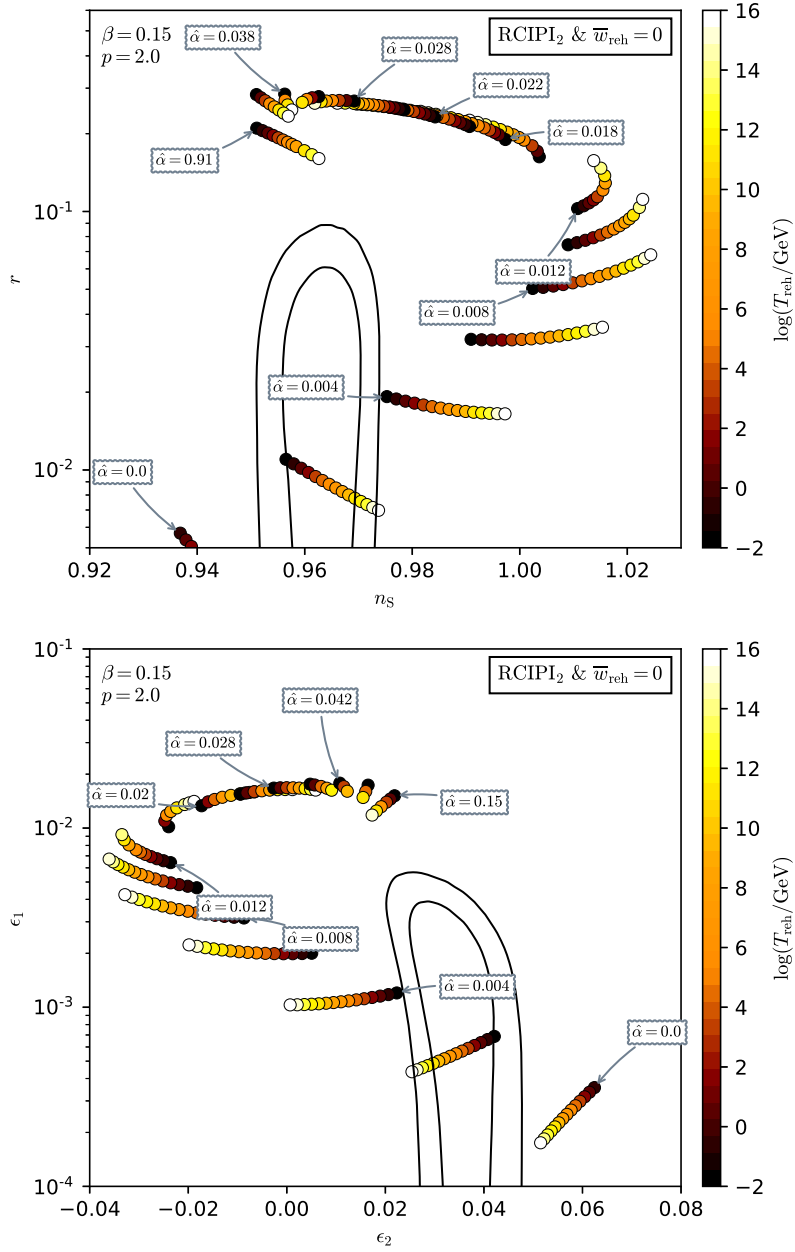 β = 0.15
p = 2.0
RCIPI₂ & w̅_reh = 0
α̂ = 0.038
α̂ = 0.028
α̂ = 0.022
α̂ = 0.018
α̂ = 0.91
α̂ = 0.012
α̂ = 0.008
α̂ = 0.004
α̂ = 0.0
r
10⁻¹
10⁻²
0.92 0.94 0.96 0.98 1.00 1.02
n_S
16
14
12
10
8
6
4
2
0
−2
log(T_reh/GeV)
β = 0.15
p = 2.0
RCIPI₂ & w̅_reh = 0
α̂ = 0.042
α̂ = 0.028
α̂ = 0.02
α̂ = 0.15
α̂ = 0.012
α̂ = 0.008
α̂ = 0.004
α̂ = 0.0
ϵ₁
10⁻¹
10⁻²
10⁻³
10⁻⁴
−0.04 −0.02 0.00 0.02 0.04 0.06 0.08
ϵ₂
16
14
12
10
8
6
4
2
0
−2
log(T_reh/GeV)